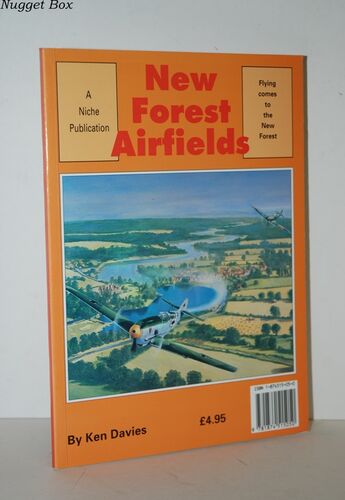 Nugget Box
A
Niche
Publication
New
Forest
Airfields
Flying
comes
to
the
New
Forest
By Ken Davies
£4.95